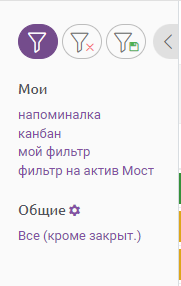 Мои
напоминалка
канбан
мой фильтр
фильтр на актив Мост
Общие
Все (кроме закрыт.)